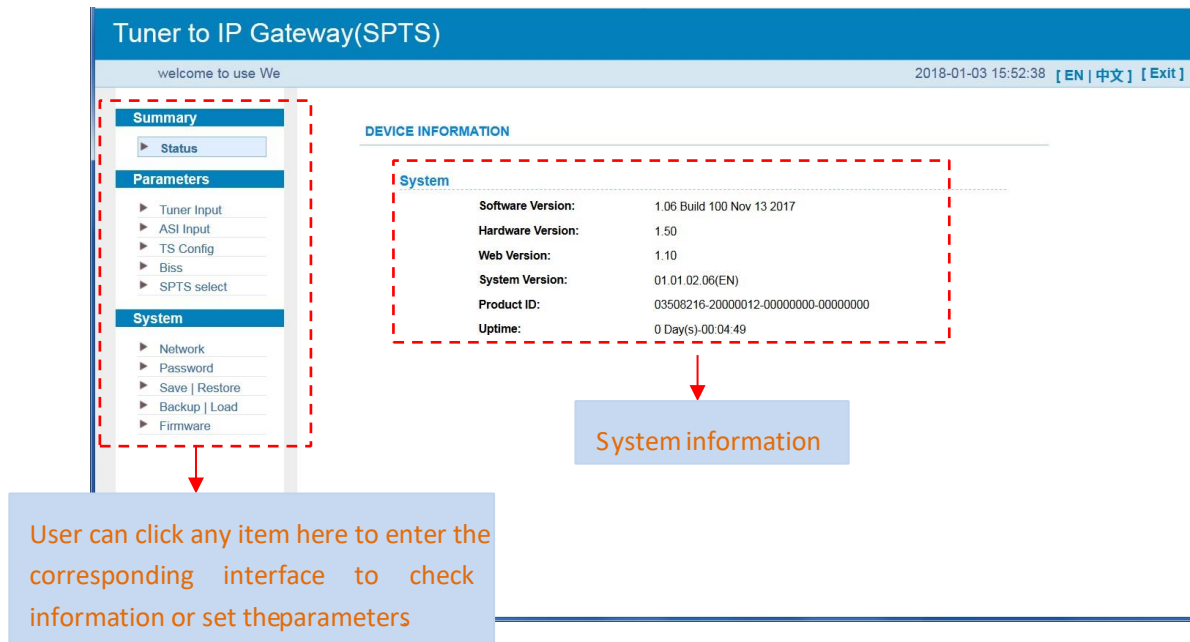 Tuner to IP Gateway(SPTS)
welcome to use We
2018-01-03 15:52:38 [ EN | 中文 ] [ Exit ]
Summary
Status
Parameters
Tuner Input
ASI Input
TS Config
Biss
SPTS select
System
Network
Password
Save | Restore
Backup | Load
Firmware
DEVICE INFORMATION
System
Software Version: 1.06 Build 100 Nov 13 2017
Hardware Version: 1.50
Web Version: 1.10
System Version: 01.01.02.06(EN)
Product ID: 03508216-20000012-00000000-00000000
Uptime: 0 Day(s)-00:04:49
System information
User can click any item here to enter the
corresponding interface to check
information or set theparameters